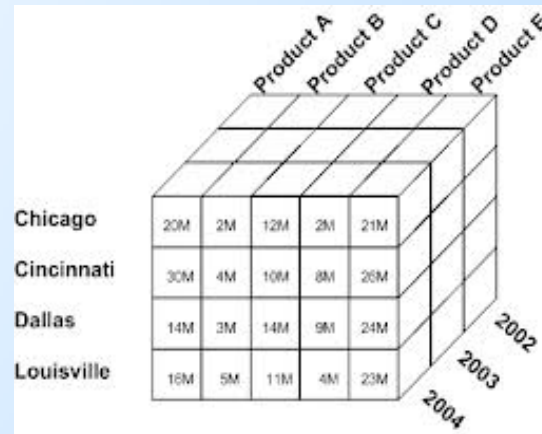 Product A Product B Product C Product D Product E
Chicago 20M 2M 12M 2M 21M
Cincinnati 30M 4M 10M 8M 26M
Dallas 14M 3M 14M 9M 24M
Louisville 16M 5M 11M 4M 23M
2002
2003
2004